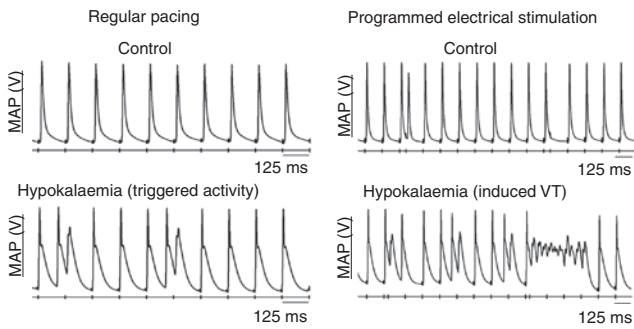 Regular pacing
Control
MAP (V)
125 ms
Hypokalaemia (triggered activity)
MAP (V)
125 ms
Programmed electrical stimulation
Control
MAP (V)
125 ms
Hypokalaemia (induced VT)
MAP (V)
125 ms